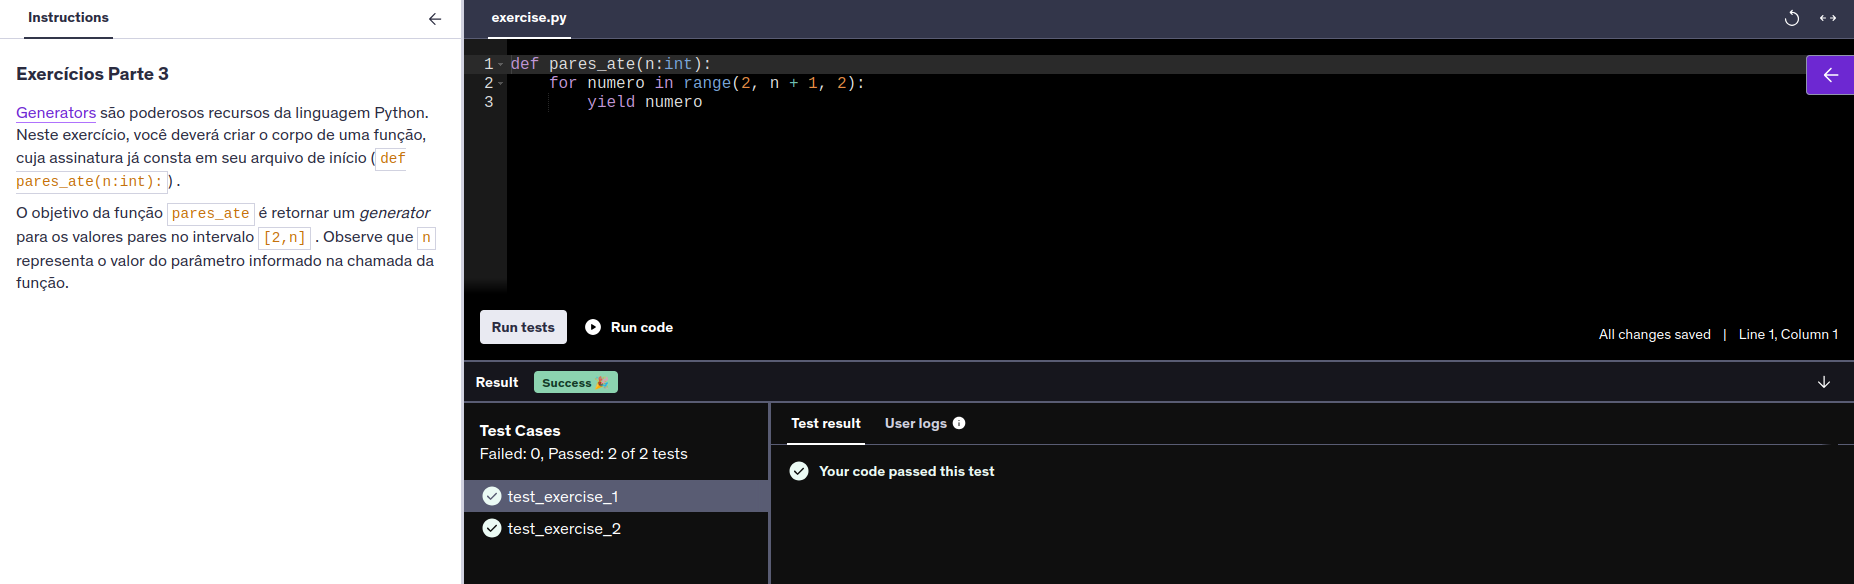 Instructions
Exercícios Parte 3
Generators são poderosos recursos da linguagem Python.
Neste exercício, você deverá criar o corpo de uma função,
cuja assinatura já consta em seu arquivo de início (def
pares_ate(n:int):) .
O objetivo da função pares_ate é retornar um generator
para os valores pares no intervalo [2,n] . Observe que n
representa o valor do parâmetro informado na chamada da
função.
exercise.py
1 def pares_ate(n:int):
2 for numero in range(2, n + 1, 2):
3 yield numero
Run tests Run code
All changes saved | Line 1, Column 1
Result Success 🎉
Test Cases
Failed: 0, Passed: 2 of 2 tests
test_exercise_1
test_exercise_2
Test result User logs
Your code passed this test